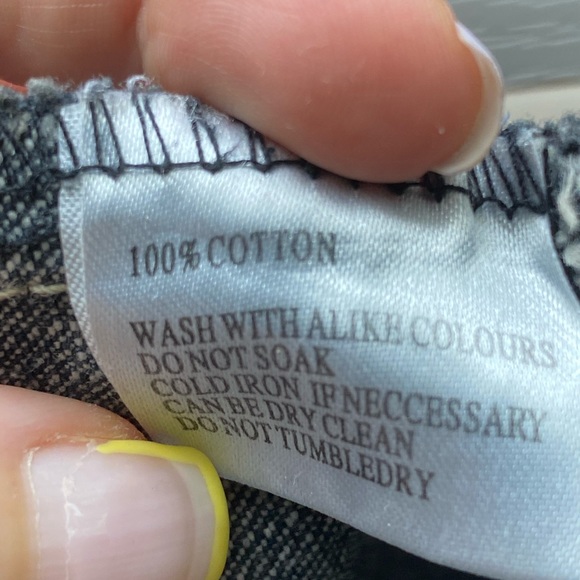 100% COTTON
WASH WITH ALIKE COLOURS
DO NOT SOAK
COLD IRON IF NECCESSARY
CAN BE DRY CLEAN
DO NOT TUMBLEDRY